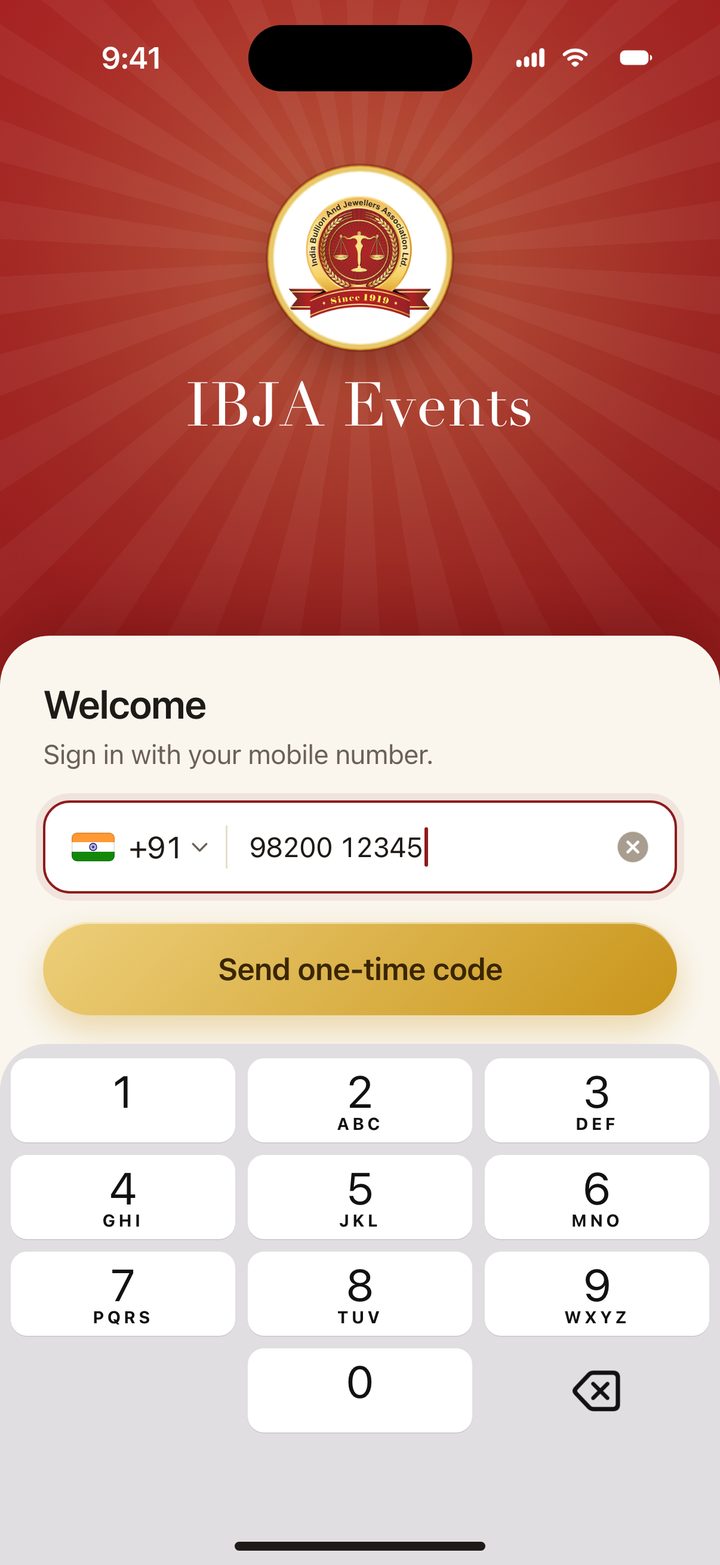 9:41
India Bullion And Jewellers Association Ltd.
Since 1919
IBJA Events
Welcome
Sign in with your mobile number.
+91 98200 12345
Send one-time code
1 2 3
ABC DEF
4 5 6
GHI JKL MNO
7 8 9
PQRS TUV WXYZ
0